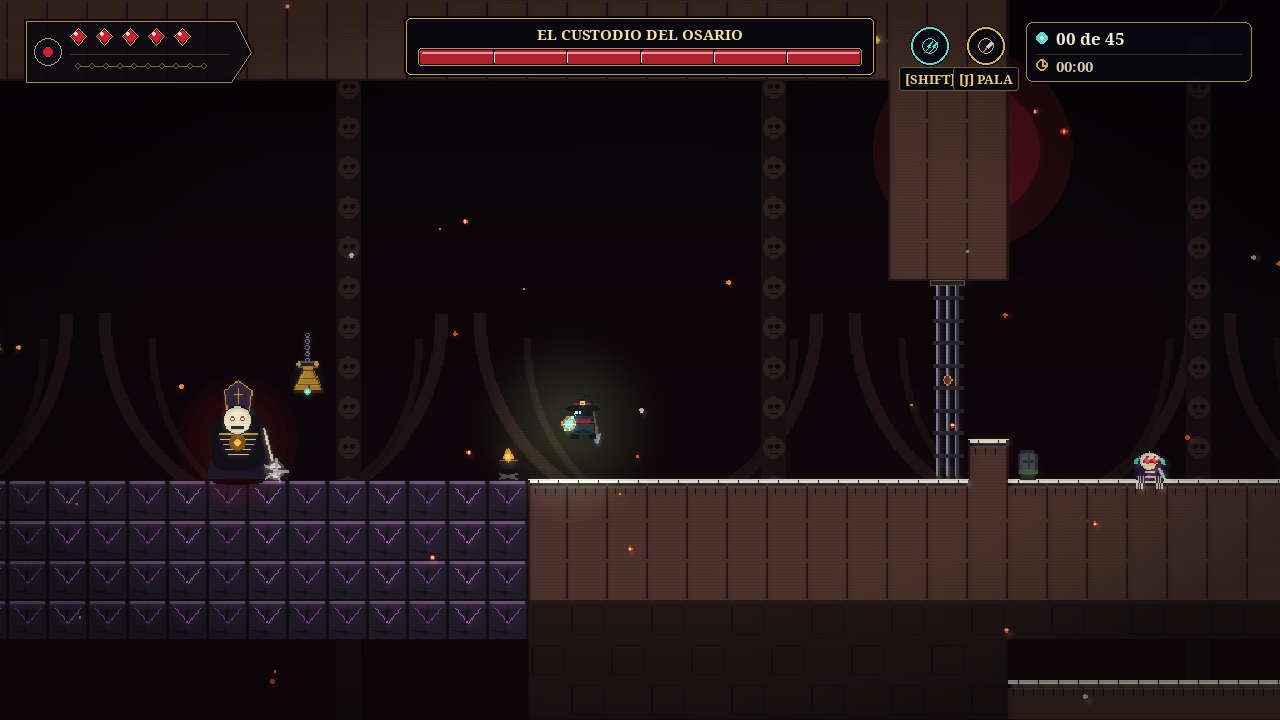 EL CUSTODIO DEL OSARIO
[SHIFT]
[J] PALA
00 de 45
00:00